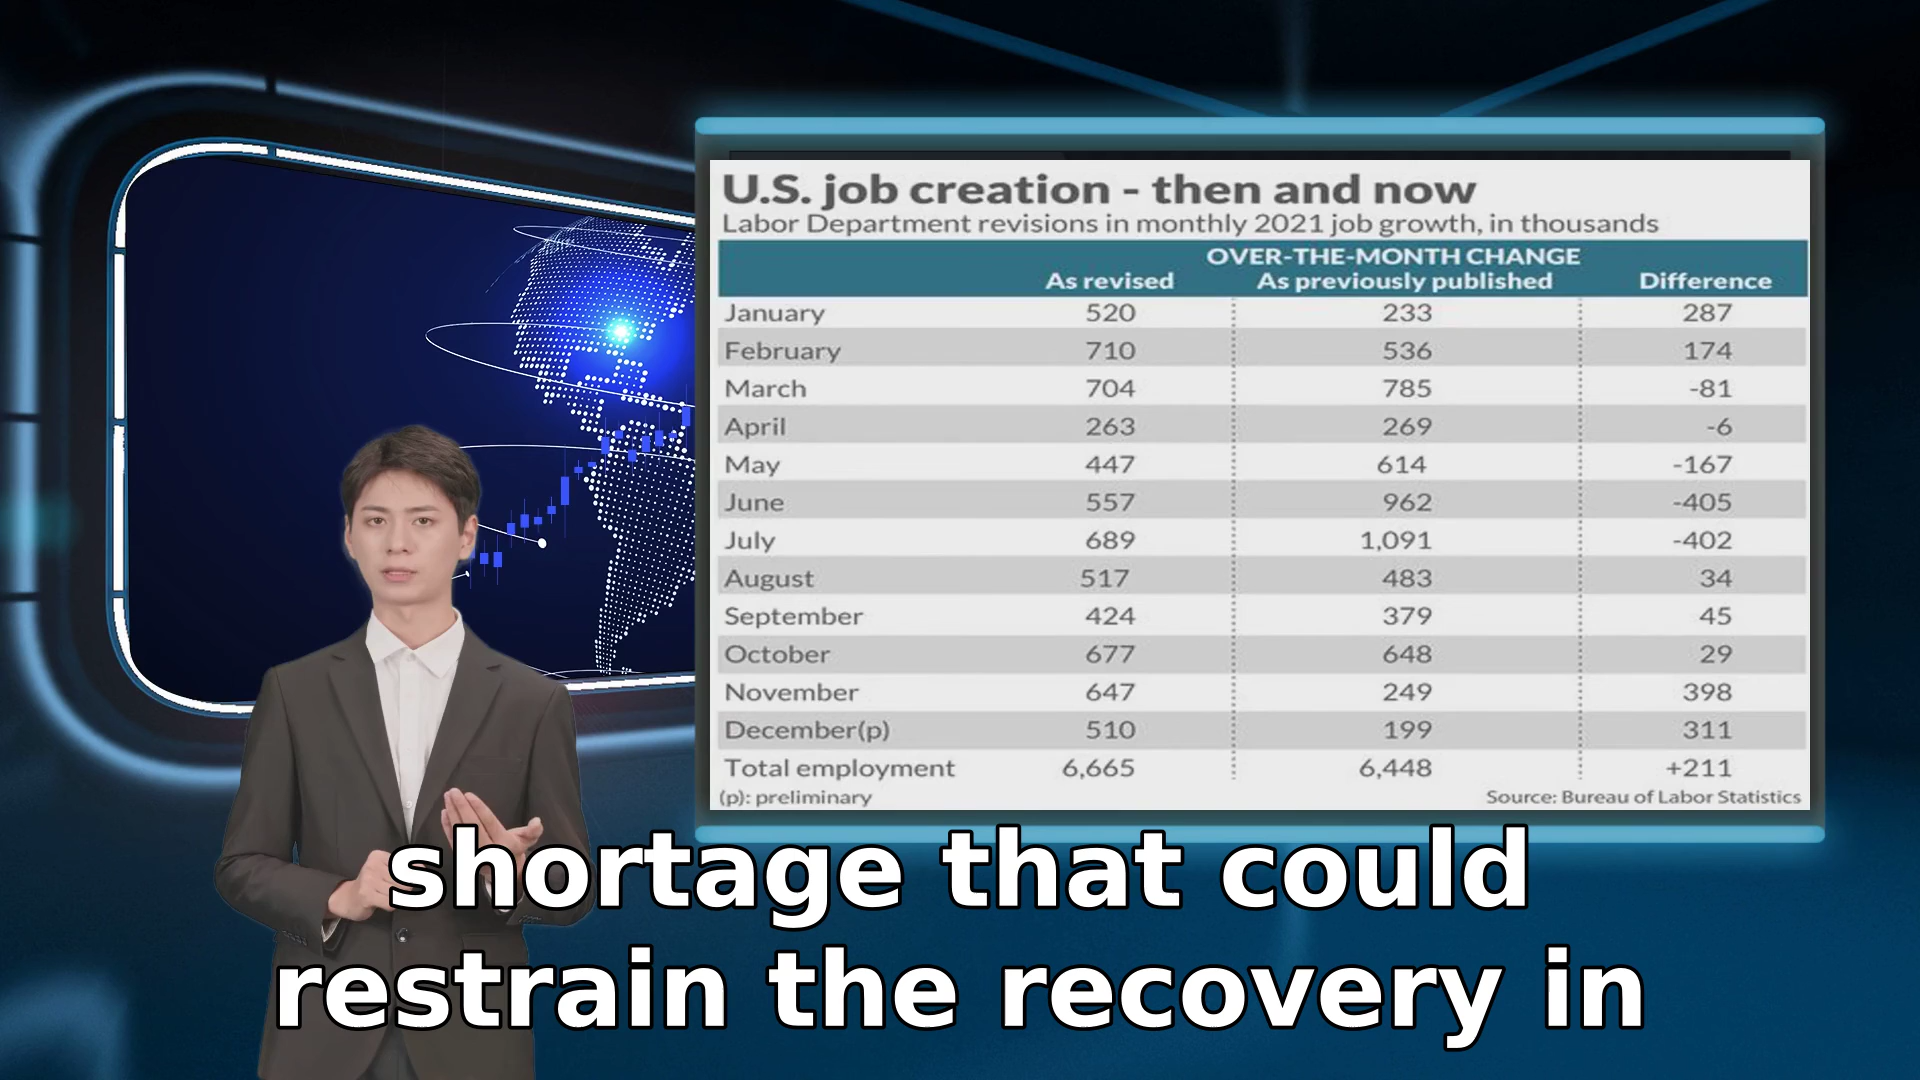 U.S. job creation - then and now
Labor Department revisions in monthly 2021 job growth, in thousands
OVER-THE-MONTH CHANGE
As revised As previously published Difference
January 520 233 287
February 710 536 174
March 704 785 -81
April 263 269 -6
May 447 614 -167
June 557 962 -405
July 689 1,091 -402
August 517 483 34
September 424 379 45
October 677 648 29
November 647 249 398
December(p) 510 199 311
Total employment 6,665 6,448 +211
(p): preliminary Source: Bureau of Labor Statistics
shortage that could
restrain the recovery in